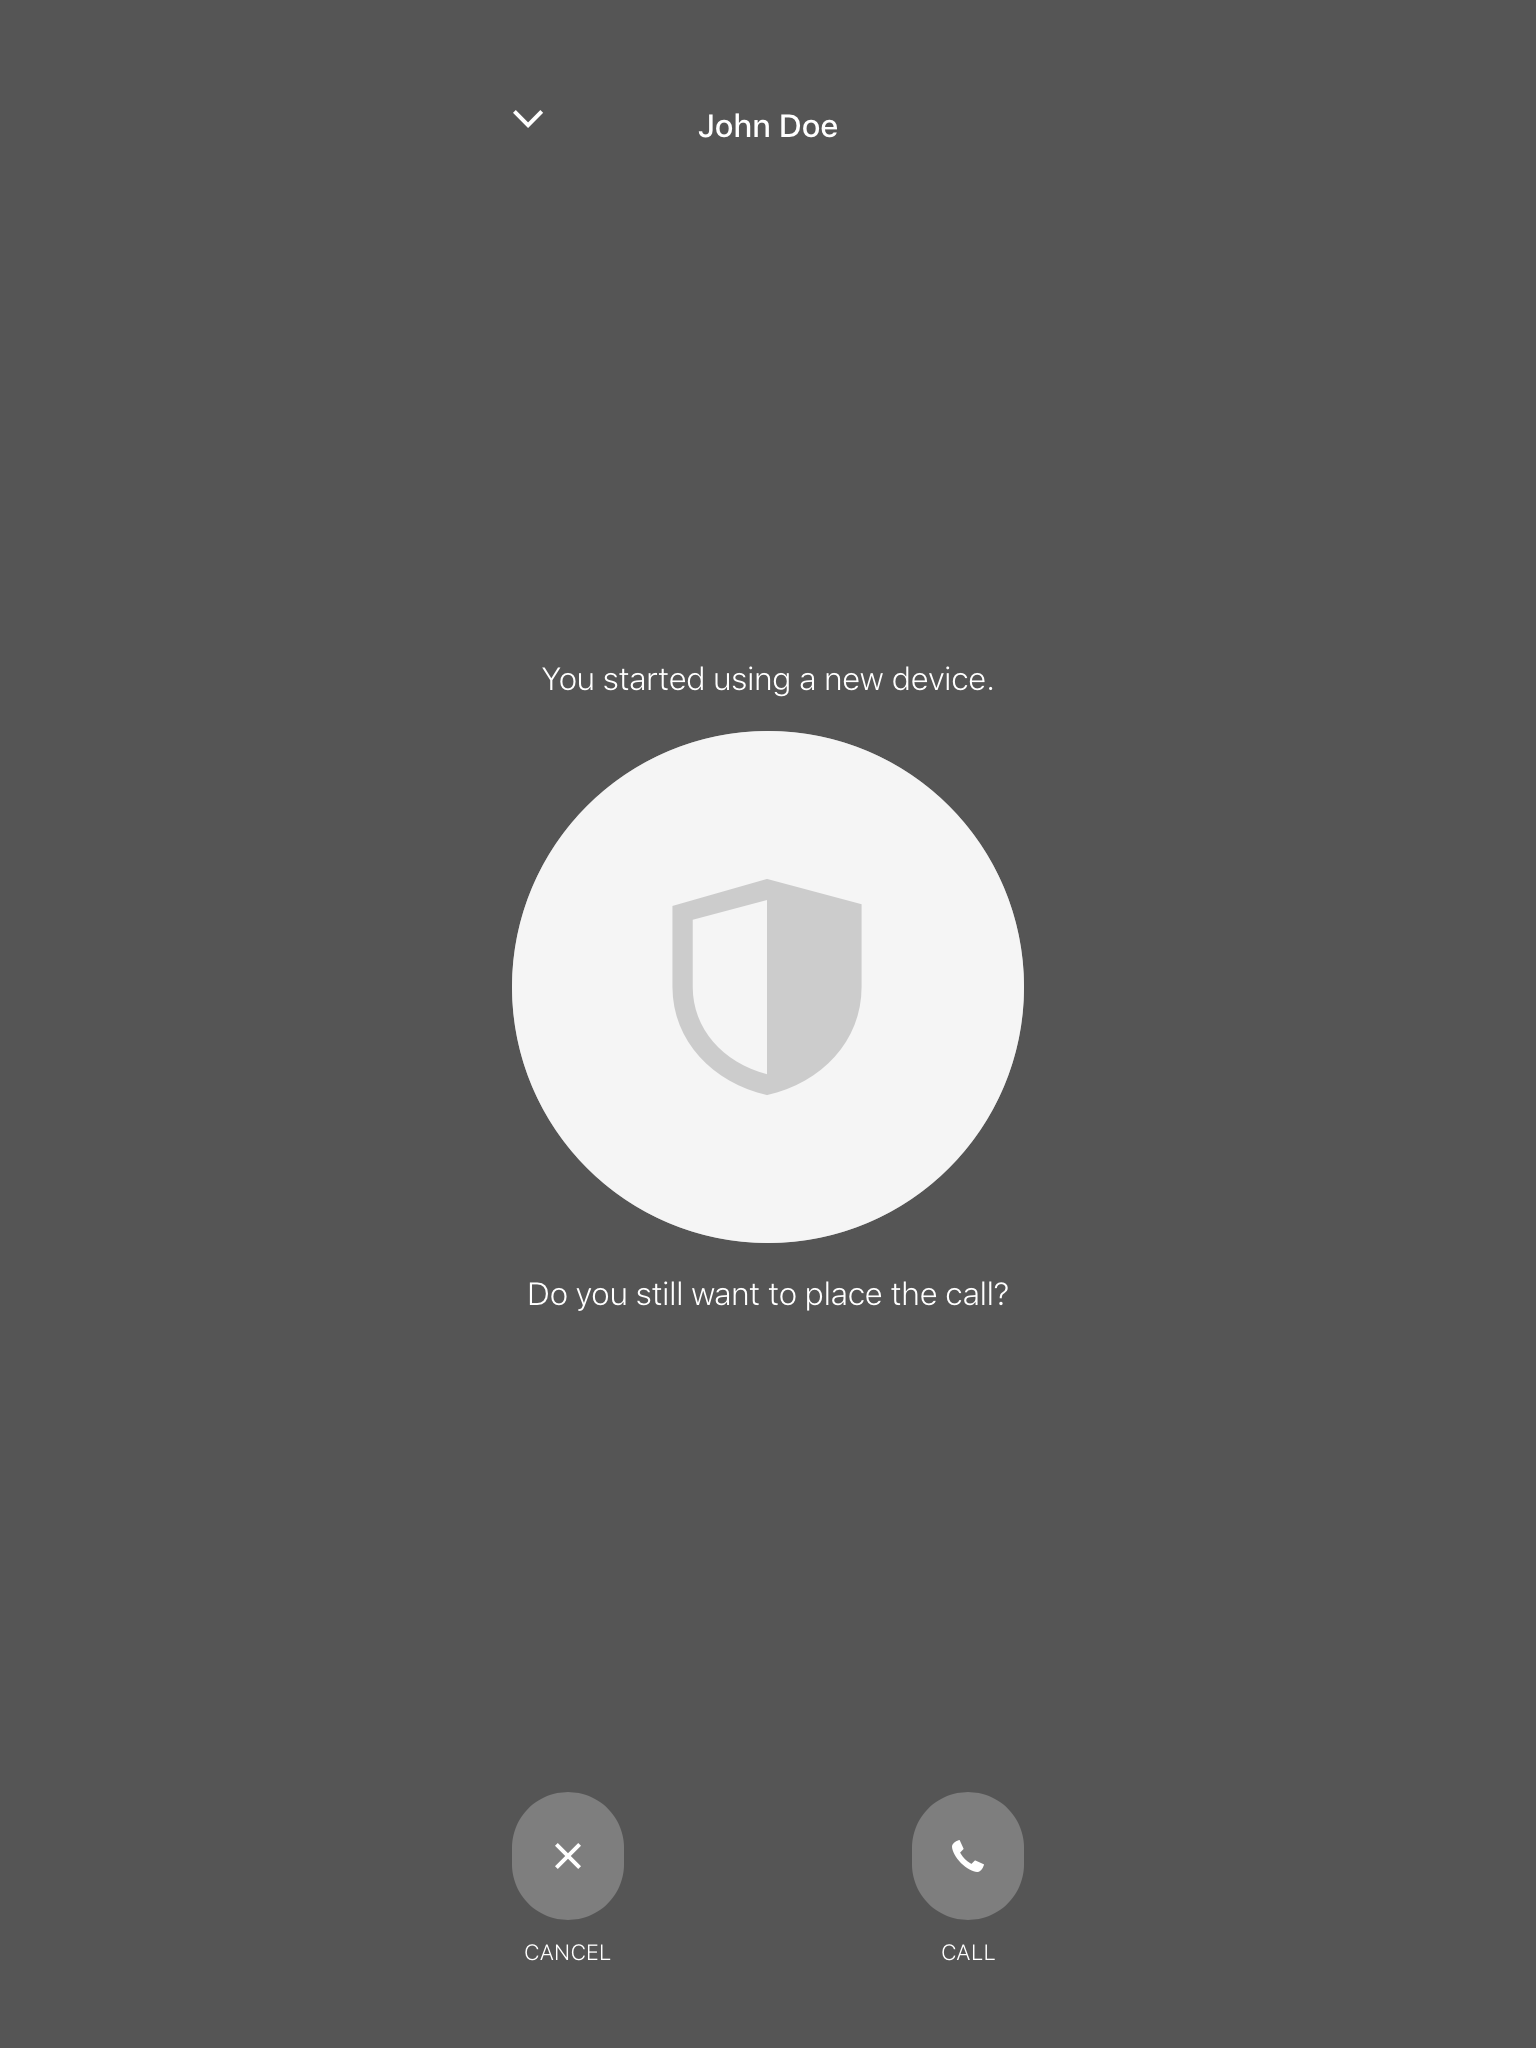 John Doe
You started using a new device.
Do you still want to place the call?
CANCEL
CALL